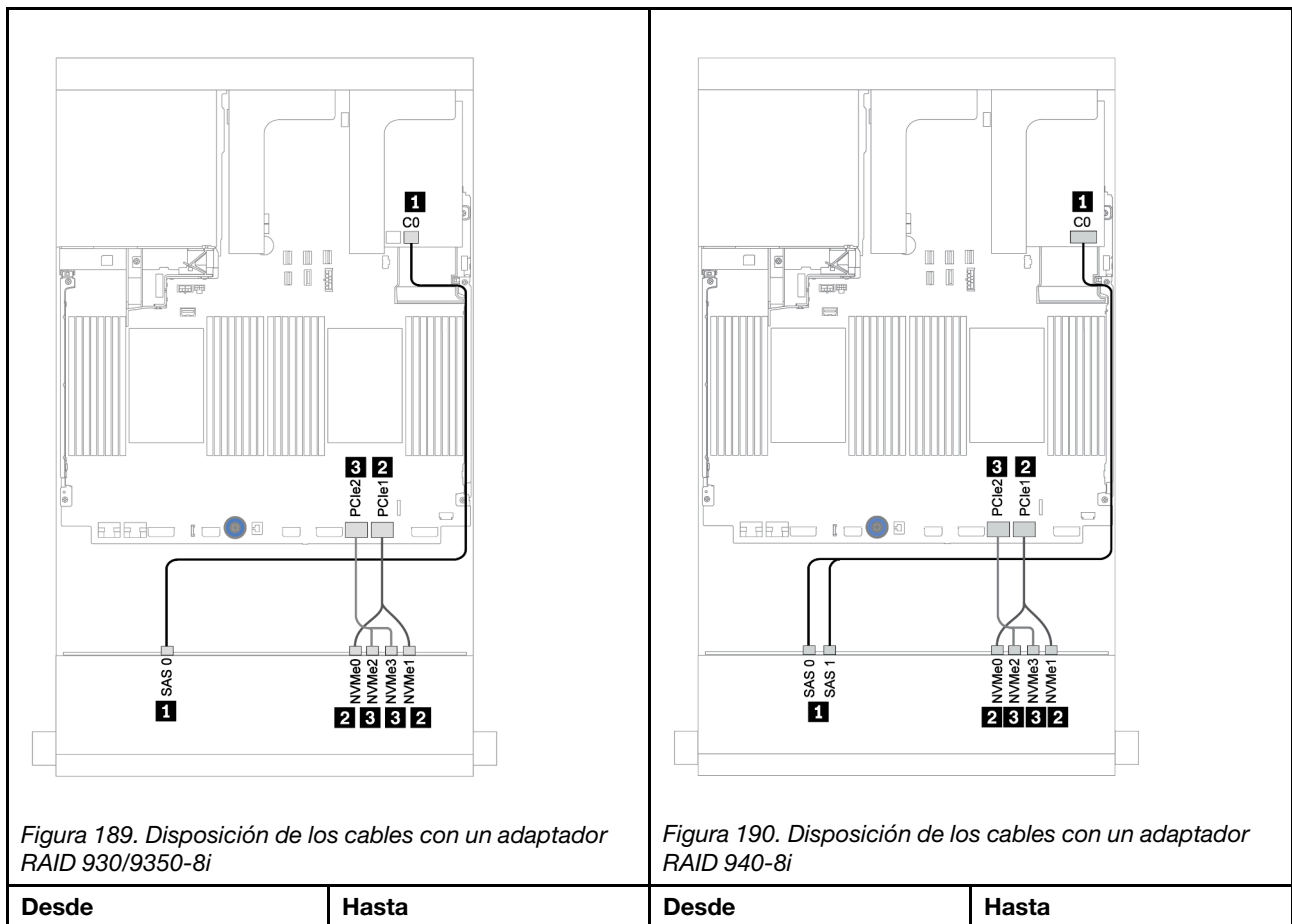 1
C0
3 2
PCIe2
PCIe1
SAS 0
1
NVMe0
NVMe2
NVMe3
NVMe1
2 3 3 2
Figura 189. Disposición de los cables con un adaptador
RAID 930/9350-8i
1
C0
3 2
PCIe2
PCIe1
SAS 0
SAS 1
1
NVMe0
NVMe2
NVMe3
NVMe1
2 3 3 2
Figura 190. Disposición de los cables con un adaptador
RAID 940-8i
Desde Hasta Desde Hasta